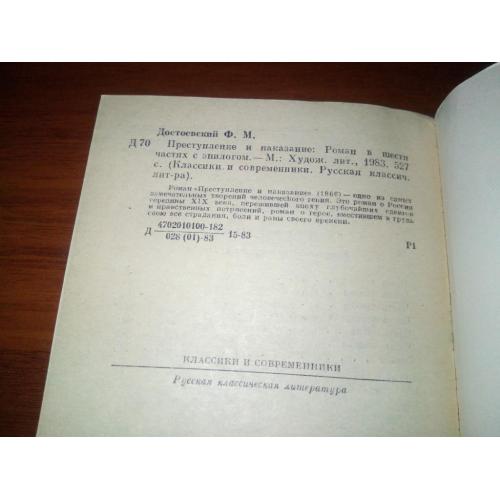 Достоевский Ф. М.
Д 70 Преступление и наказание: Роман в шести
частях с эпилогом. — М.: Худож. лит., 1983. 527
с. (Классики и современники. Русская классич.
лит-ра).
Роман «Преступление и наказание» (1866) — одно из самых
замечательных творений человеческого гения. Это роман о России
середины XIX века, пережившей эпоху глубочайших сдвигов
и нравственных потрясений, роман о герое, вместившем в грудь
свою все страдания, боли и раны своего времени.
Д 4702010100-182
028 (01)-83 15-83
Р1
КЛАССИКИ И СОВРЕМЕННИКИ
Русская классическая литература